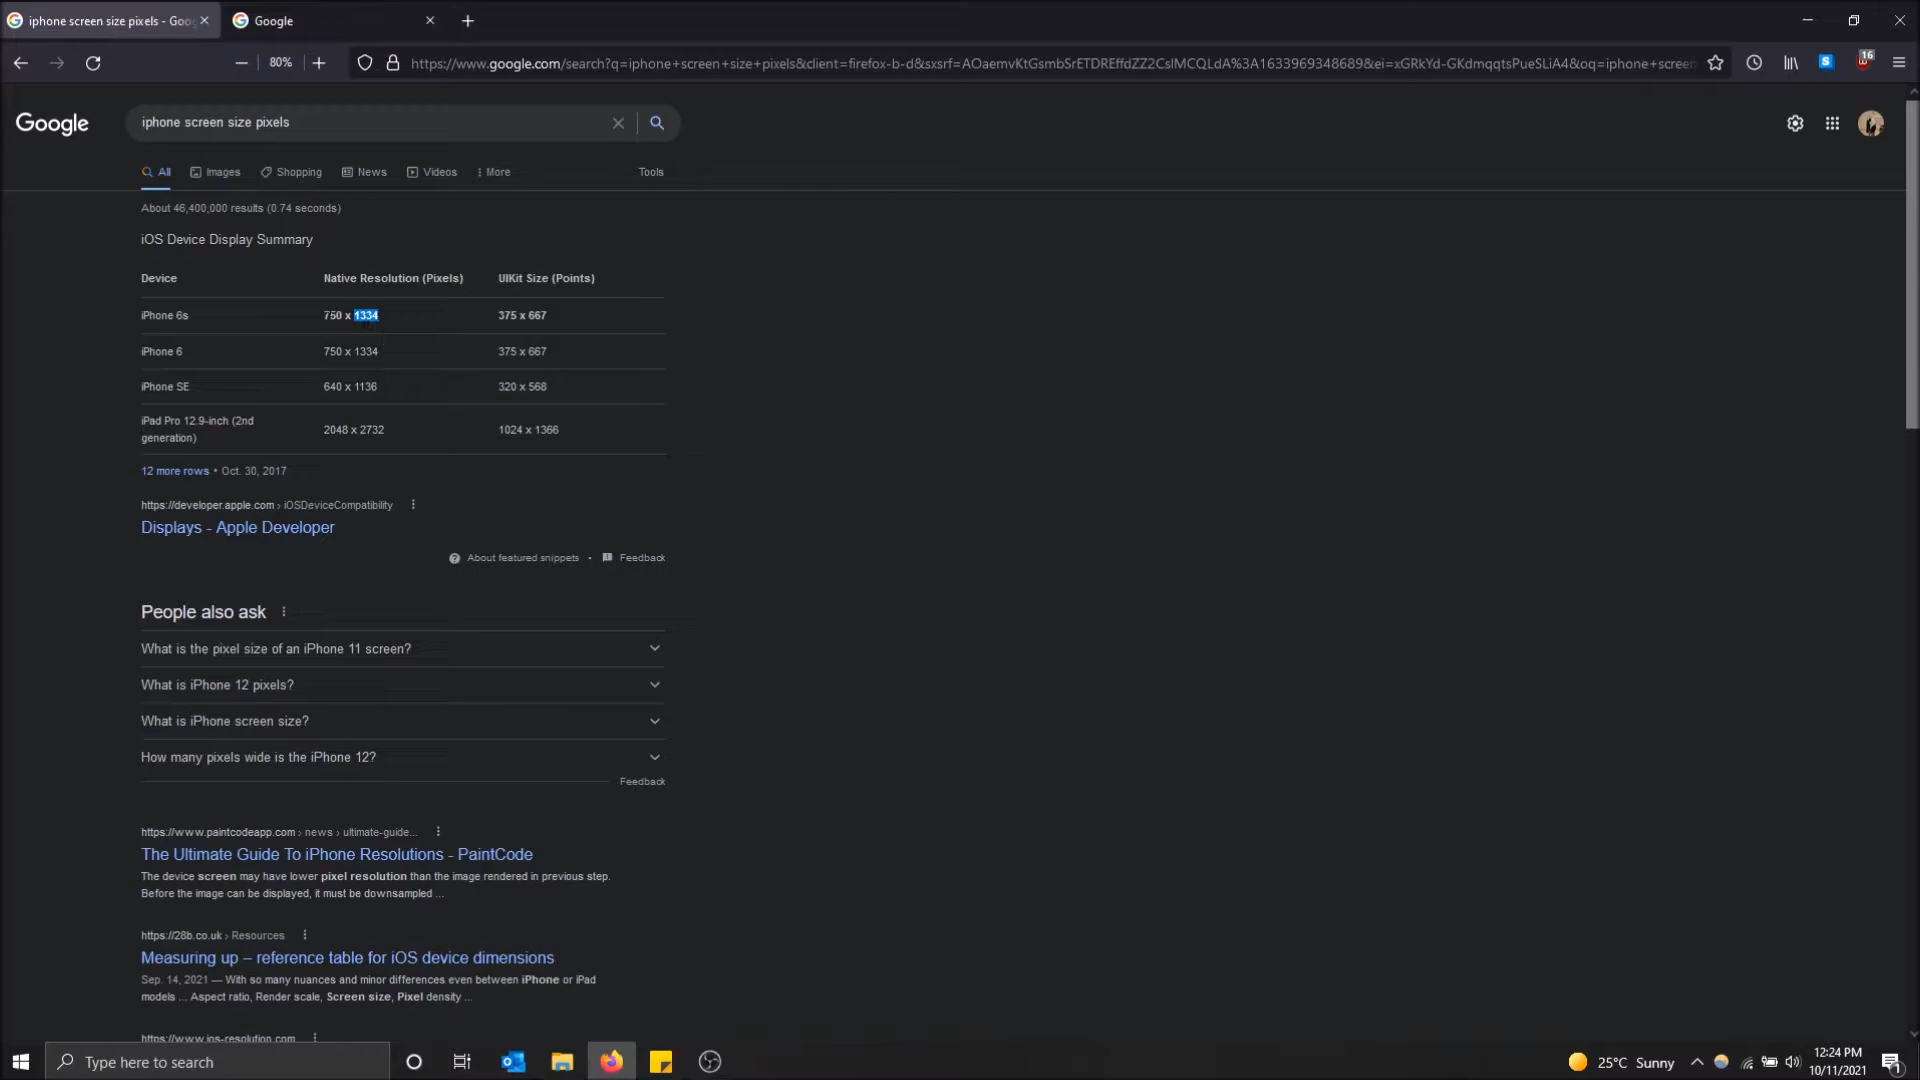 iphone screen size pixels - Goog
Google
80%
https://www.google.com/search?q=iphone+screen+size+pixels&client=firefox-b-d&sxsrf=AOaemvKtGsmbSrETDREffdZZ2CslMCQLdA%3A1633969348689&ei=xGRkYd-GKdmqqtsPueSLiA4&oq=iphone+screen
16
Google
iphone screen size pixels
All
Images
Shopping
News
Videos
More
Tools
About 46,400,000 results (0.74 seconds)
iOS Device Display Summary
Device Native Resolution (Pixels) UIKit Size (Points)
iPhone 6s 750 x 1334 375 x 667
iPhone 6 750 x 1334 375 x 667
iPhone SE 640 x 1136 320 x 568
iPad Pro 12.9-inch (2nd
generation) 2048 x 2732 1024 x 1366
12 more rows • Oct. 30, 2017
https://developer.apple.com › iOSDeviceCompatibility
Displays - Apple Developer
About featured snippets • Feedback
People also ask
What is the pixel size of an iPhone 11 screen?
What is iPhone 12 pixels?
What is iPhone screen size?
How many pixels wide is the iPhone 12?
Feedback
https://www.paintcodeapp.com › news › ultimate-guide...
The Ultimate Guide To iPhone Resolutions - PaintCode
The device screen may have lower pixel resolution than the image rendered in previous step.
Before the image can be displayed, it must be downsampled ...
https://28b.co.uk › Resources
Measuring up – reference table for iOS device dimensions
Sep. 14, 2021 — With so many nuances and minor differences even between iPhone or iPad
models ... Aspect ratio, Render scale, Screen size, Pixel density ...
https://www.ios-resolution.com
Type here to search
25°C Sunny
12:24 PM
10/11/2021
1